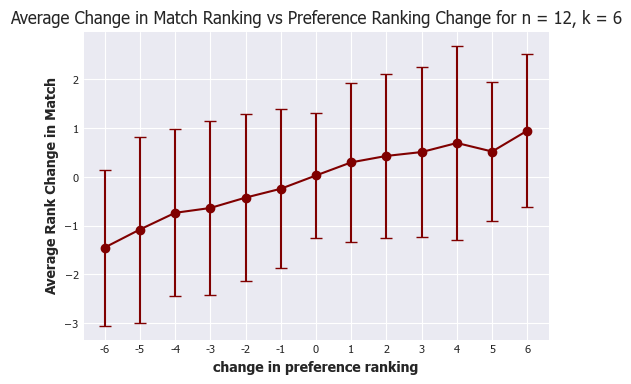 Average Change in Match Ranking vs Preference Ranking Change for n = 12, k = 6
Average Rank Change in Match
2
1
0
−1
−2
−3
-6 -5 -4 -3 -2 -1 0 1 2 3 4 5 6
change in preference ranking